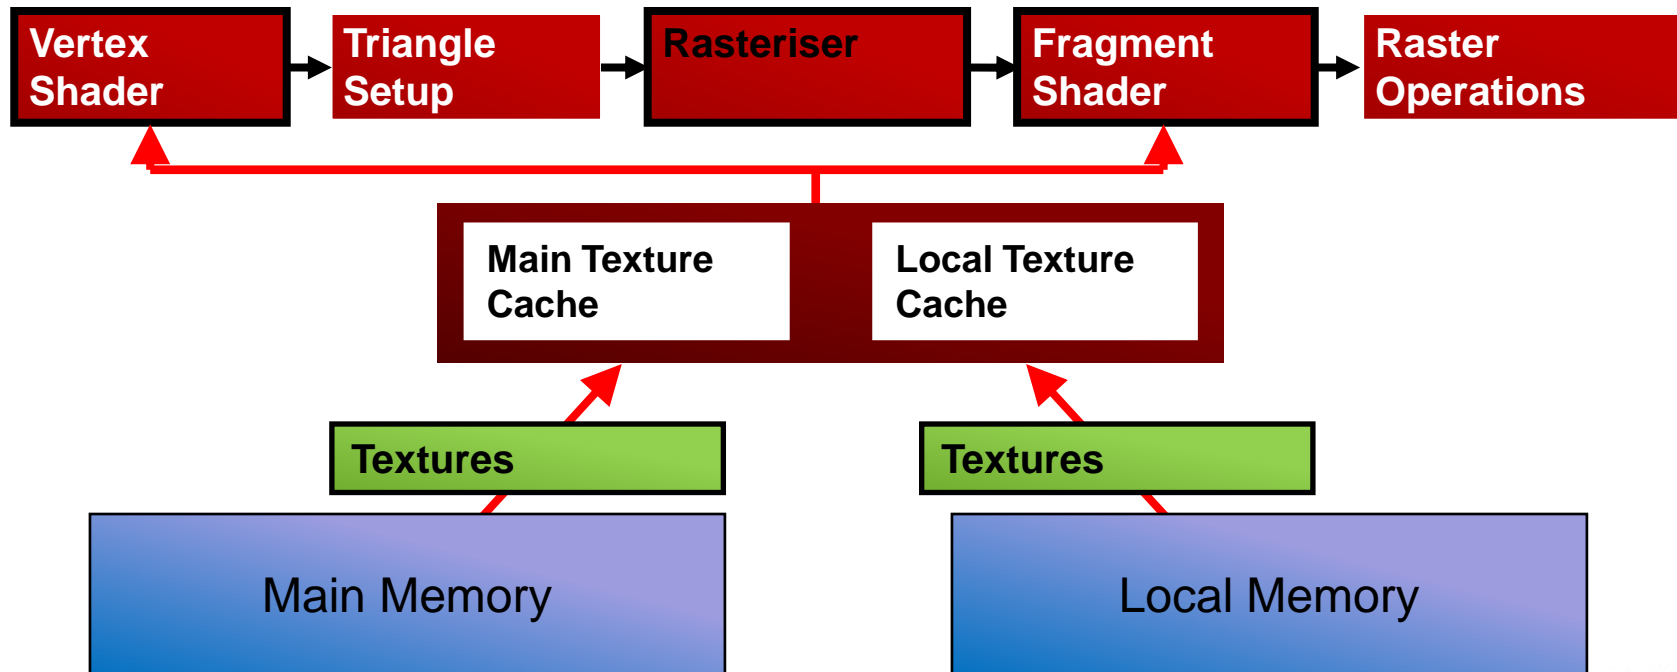 Vertex
Shader
Triangle
Setup
Rasteriser
Fragment
Shader
Raster
Operations
Main Texture
Cache
Local Texture
Cache
Textures
Textures
Main Memory
Local Memory